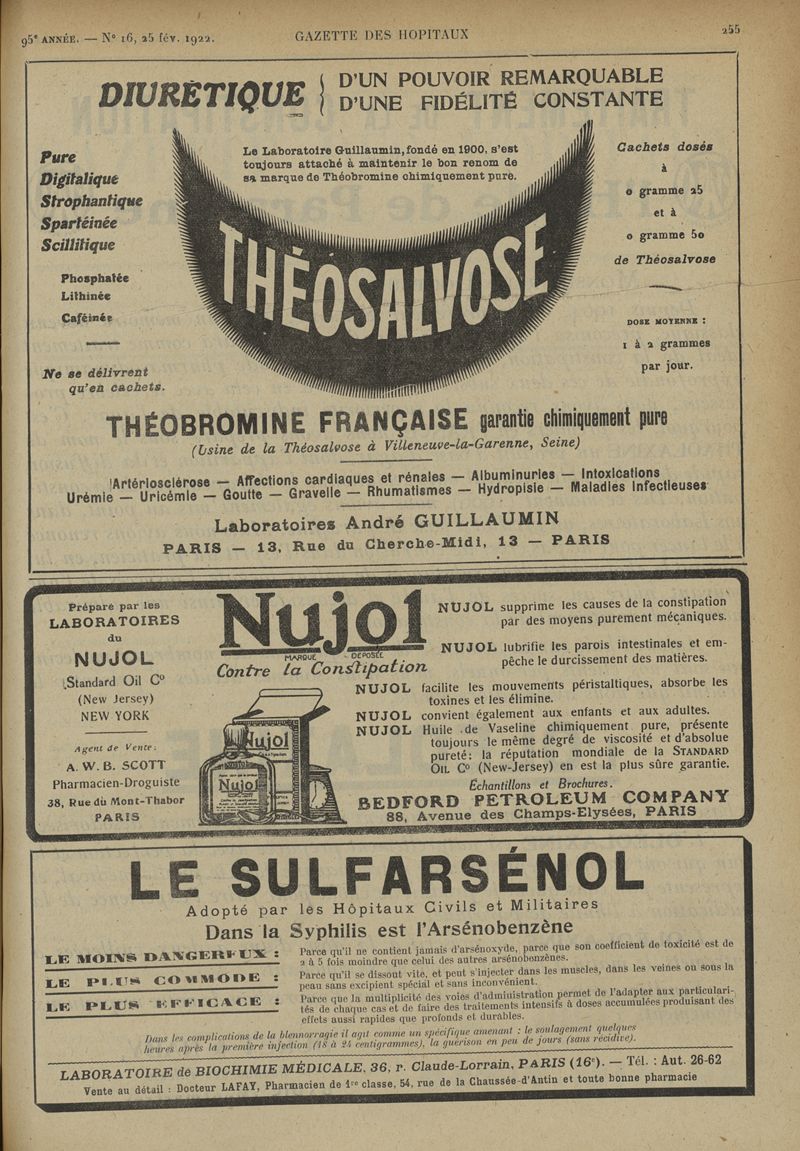 95e ANNÉE. — No 16, 25 fév. 1922.
GAZETTE DES HOPITAUX
255
DIURÉTIQUE { D'UN POUVOIR REMARQUABLE
D'UNE FIDÉLITÉ CONSTANTE
Le Laboratoire Guillaumin, fondé en 1900, s'est
toujours attaché à maintenir le bon renom de
sa marque de Théobromine chimiquement pure.
Pure
Digitalique
Strophantique
Spartéinée
Scillitique
Phosphatée
Lithinée
Caféinée
Ne se délivrent
qu'en cachets.
THÉOSALVOSE
Cachets dosés
à
0 gramme 25
et à
0 gramme 50
de Théosalvose
DOSE MOYENNE :
1 à 2 grammes
par jour.
THÉOBROMINE FRANÇAISE garantie chimiquement pure
(Usine de la Théosalvose à Villeneuve-la-Garenne, Seine)
Artériosclérose — Affections cardiaques et rénales — Albuminuries — Intoxications
Urémie — Uricémie — Goutte — Gravelle — Rhumatismes — Hydropisie — Maladies Infectieuses
Laboratoires André GUILLAUMIN
PARIS — 13, Rue du Cherche-Midi, 13 — PARIS
Préparé par les
LABORATOIRES
du
NUJOL
Standard Oil Co
(New Jersey)
NEW YORK
Agent de Vente :
A. W. B. SCOTT
Pharmacien-Droguiste
38, Rue du Mont-Thabor
PARIS
Nujol
MARQUE DÉPOSÉE
Contre la Constipation
Nujol
Nujol
NUJOL supprime les causes de la constipation
par des moyens purement mécaniques.
NUJOL lubrifie les parois intestinales et em-
pêche le durcissement des matières.
NUJOL facilite les mouvements péristaltiques, absorbe les
toxines et les élimine.
NUJOL convient également aux enfants et aux adultes.
NUJOL Huile de Vaseline chimiquement pure, présente
toujours le même degré de viscosité et d'absolue
pureté: la réputation mondiale de la STANDARD
OIL Co (New-Jersey) en est la plus sûre garantie.
Échantillons et Brochures.
BEDFORD PETROLEUM COMPANY
88, Avenue des Champs-Elysées, PARIS
LE SULFARSÉNOL
Adopté par les Hôpitaux Civils et Militaires
Dans la Syphilis est l'Arsénobenzène
LE MOINS DANGEREUX : Parce qu'il ne contient jamais d'arsénoxyde, parce que son coefficient de toxicité est de
2 à 5 fois moindre que celui des autres arsénobenzènes.
LE PLUS COMMODE : Parce qu'il se dissout vite, et peut s'injecter dans les muscles, dans les veines ou sous la
peau sans excipient spécial et sans inconvénient.
LE PLUS EFFICACE : Parce que la multiplicité des voies d'administration permet de l'adapter aux particulari-
tés de chaque cas et de faire des traitements intensifs à doses accumulées produisant des
effets aussi rapides que profonds et durables.
Dans les complications de la blennorragie il agit comme un spécifique amenant : le soulagement quelques
heures après la première injection (18 à 24 centigrammes), la guérison en peu de jours (sans récidive).
LABORATOIRE de BIOCHIMIE MÉDICALE, 36, r. Claude-Lorrain, PARIS (16e). — Tél. : Aut. 26-62
Vente au détail : Docteur LAFAY, Pharmacien de 1re classe, 54, rue de la Chaussée-d'Antin et toute bonne pharmacie